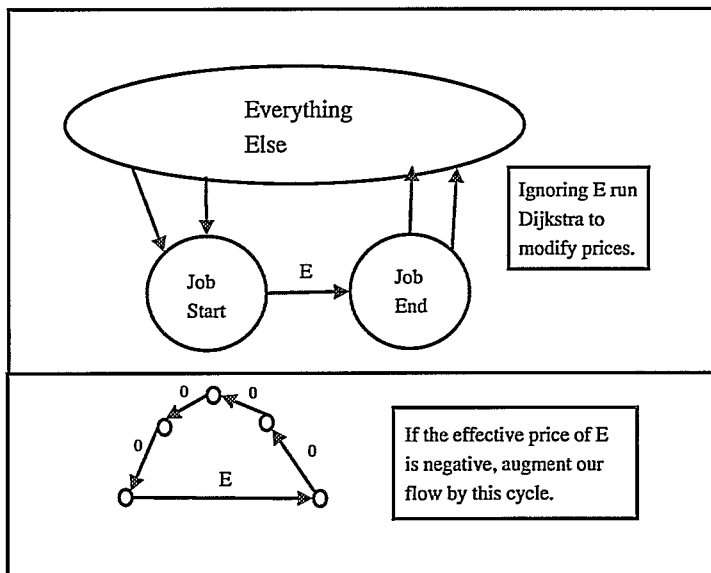 Everything
Else
Ignoring E run
Dijkstra to
modify prices.
E
Job
Start
Job
End
0
0
0
0
E
If the effective price of E
is negative, augment our
flow by this cycle.